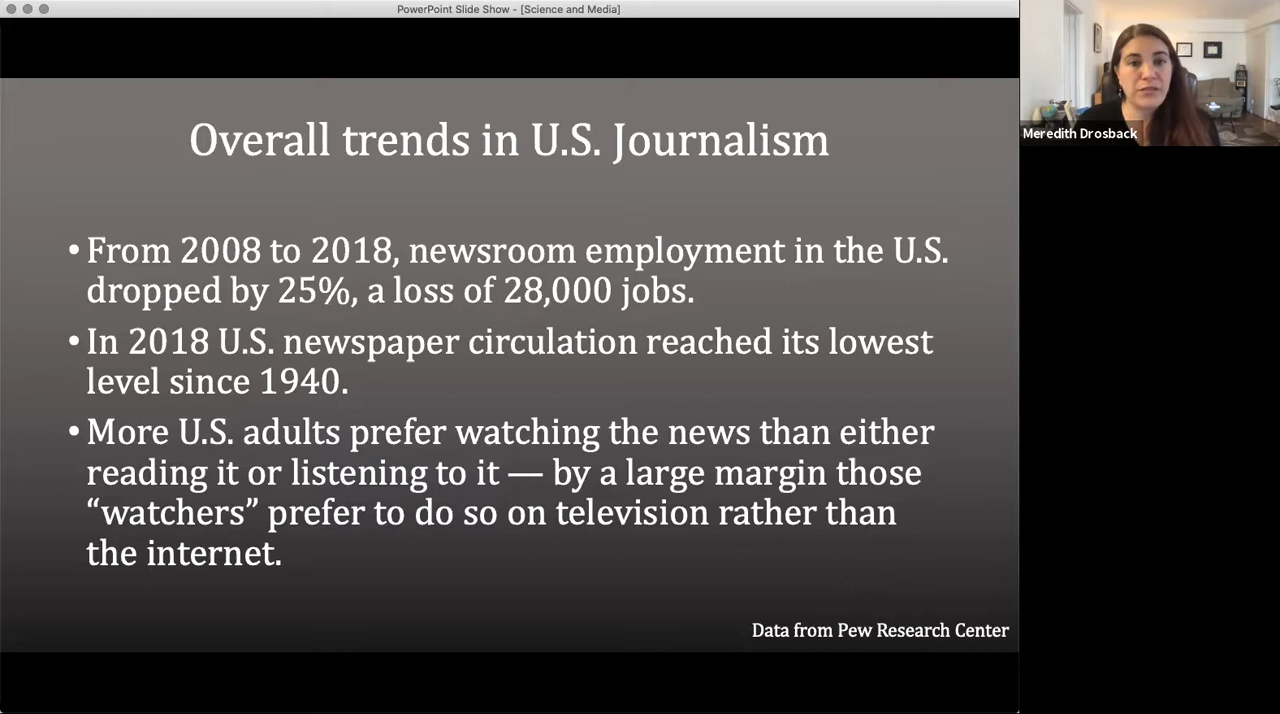 PowerPoint Slide Show - [Science and Media]
Overall trends in U.S. Journalism
• From 2008 to 2018, newsroom employment in the U.S.
dropped by 25%, a loss of 28,000 jobs.
• In 2018 U.S. newspaper circulation reached its lowest
level since 1940.
• More U.S. adults prefer watching the news than either
reading it or listening to it — by a large margin those
“watchers” prefer to do so on television rather than
the internet.
Data from Pew Research Center
Meredith Drosback